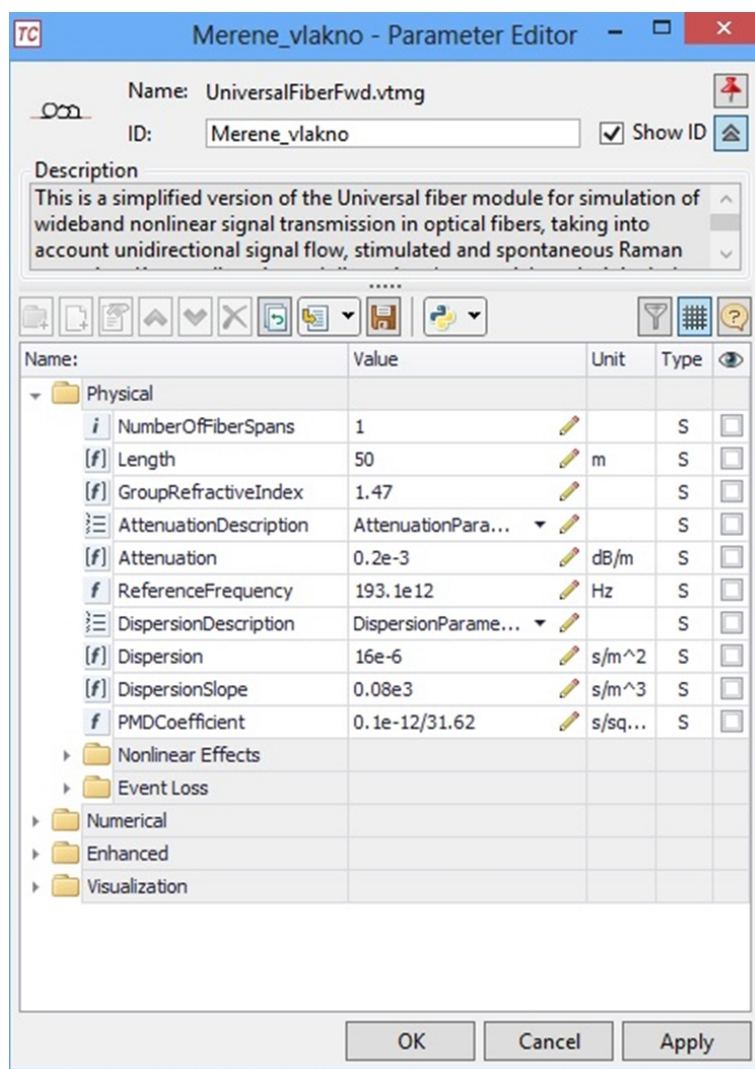 TC Merene_vlakno - Parameter Editor
Name: UniversalFiberFwd.vtmg
ID: Merene_vlakno Show ID
Description
This is a simplified version of the Universal fiber module for simulation of
wideband nonlinear signal transmission in optical fibers, taking into
account unidirectional signal flow, stimulated and spontaneous Raman
Name: Value Unit Type
Physical
i NumberOfFiberSpans 1 S
[f] Length 50 m S
[f] GroupRefractiveIndex 1.47 S
AttenuationDescription AttenuationPara... S
[f] Attenuation 0.2e-3 dB/m S
f ReferenceFrequency 193.1e12 Hz S
DispersionDescription DispersionParame... S
[f] Dispersion 16e-6 s/m^2 S
[f] DispersionSlope 0.08e3 s/m^3 S
f PMDCoefficient 0.1e-12/31.62 s/sq... S
Nonlinear Effects
Event Loss
Numerical
Enhanced
Visualization
OK Cancel Apply